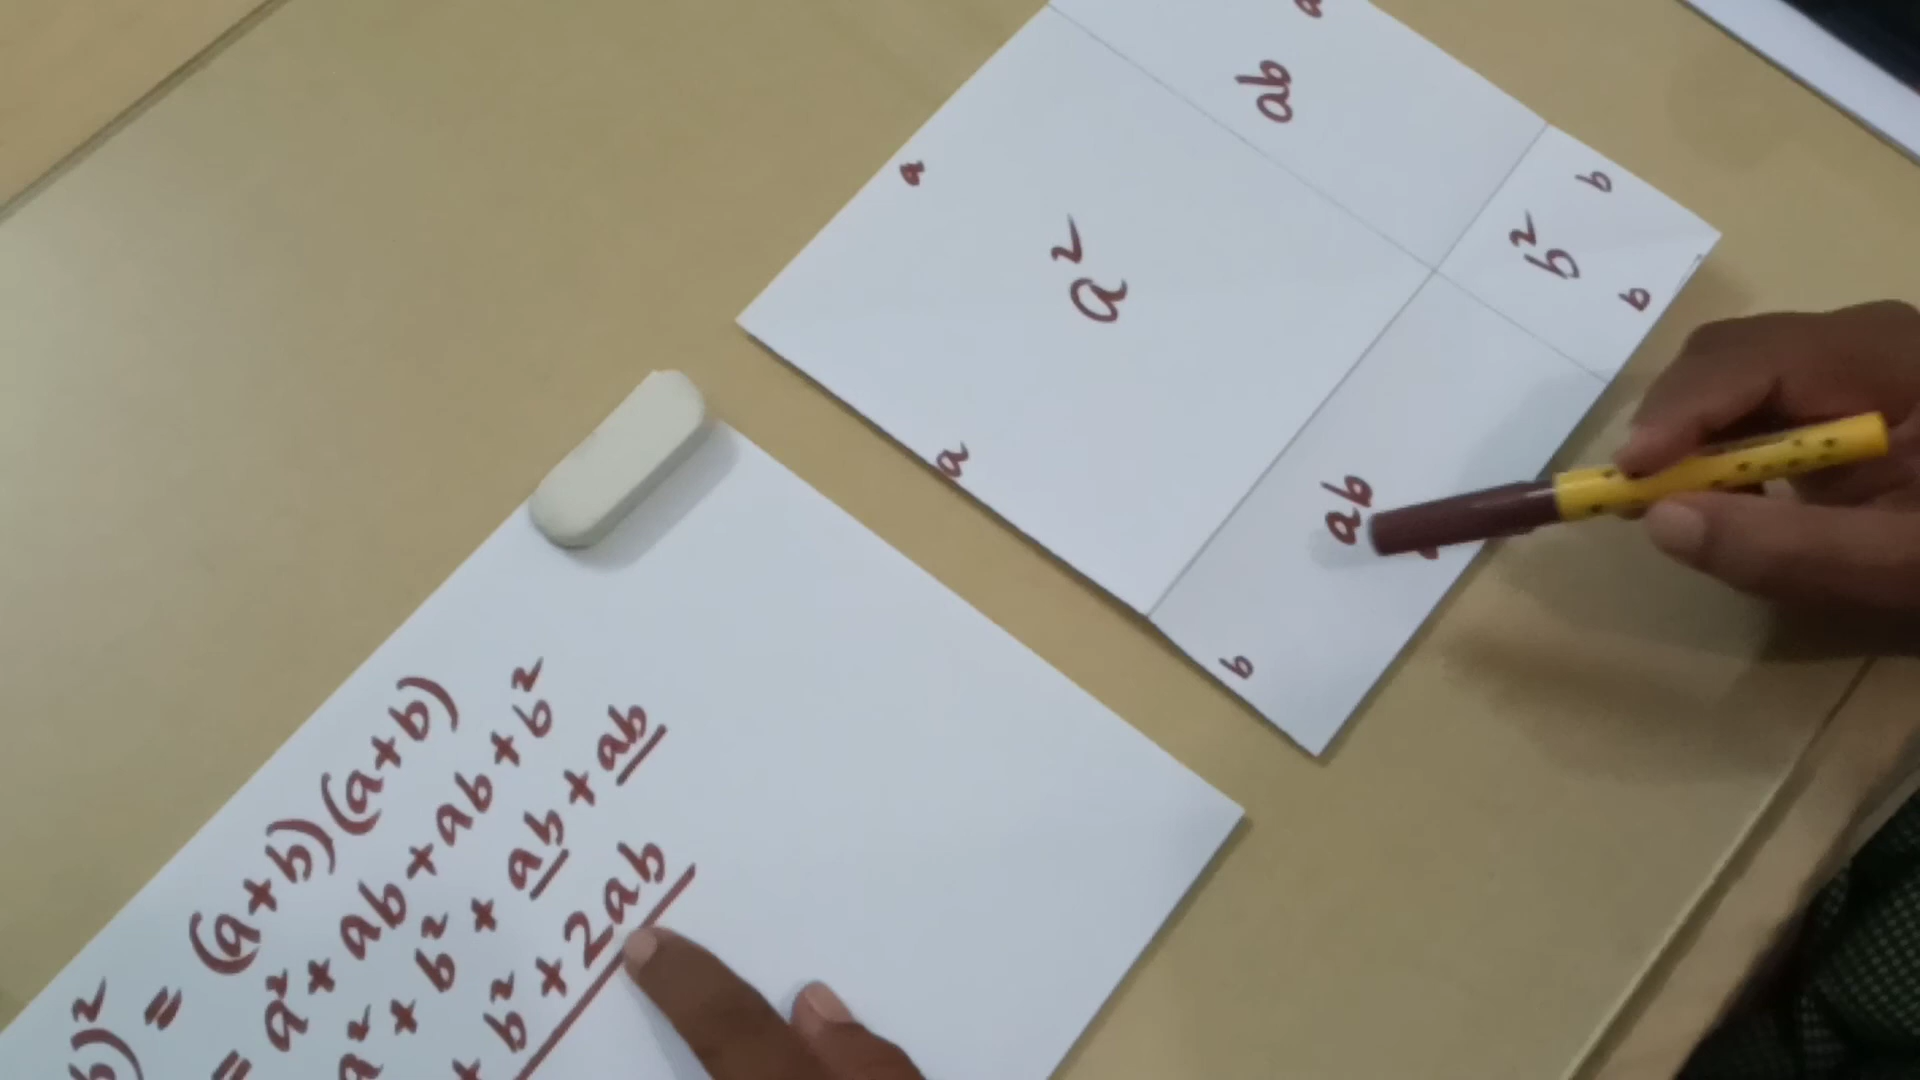 b)² = (a+b)(a+b)
= a² + ab + ab + b²
a² + b² + ab + ab
+ b² + 2ab
a
ab
a
b
a²
b²
b
a
ab
b